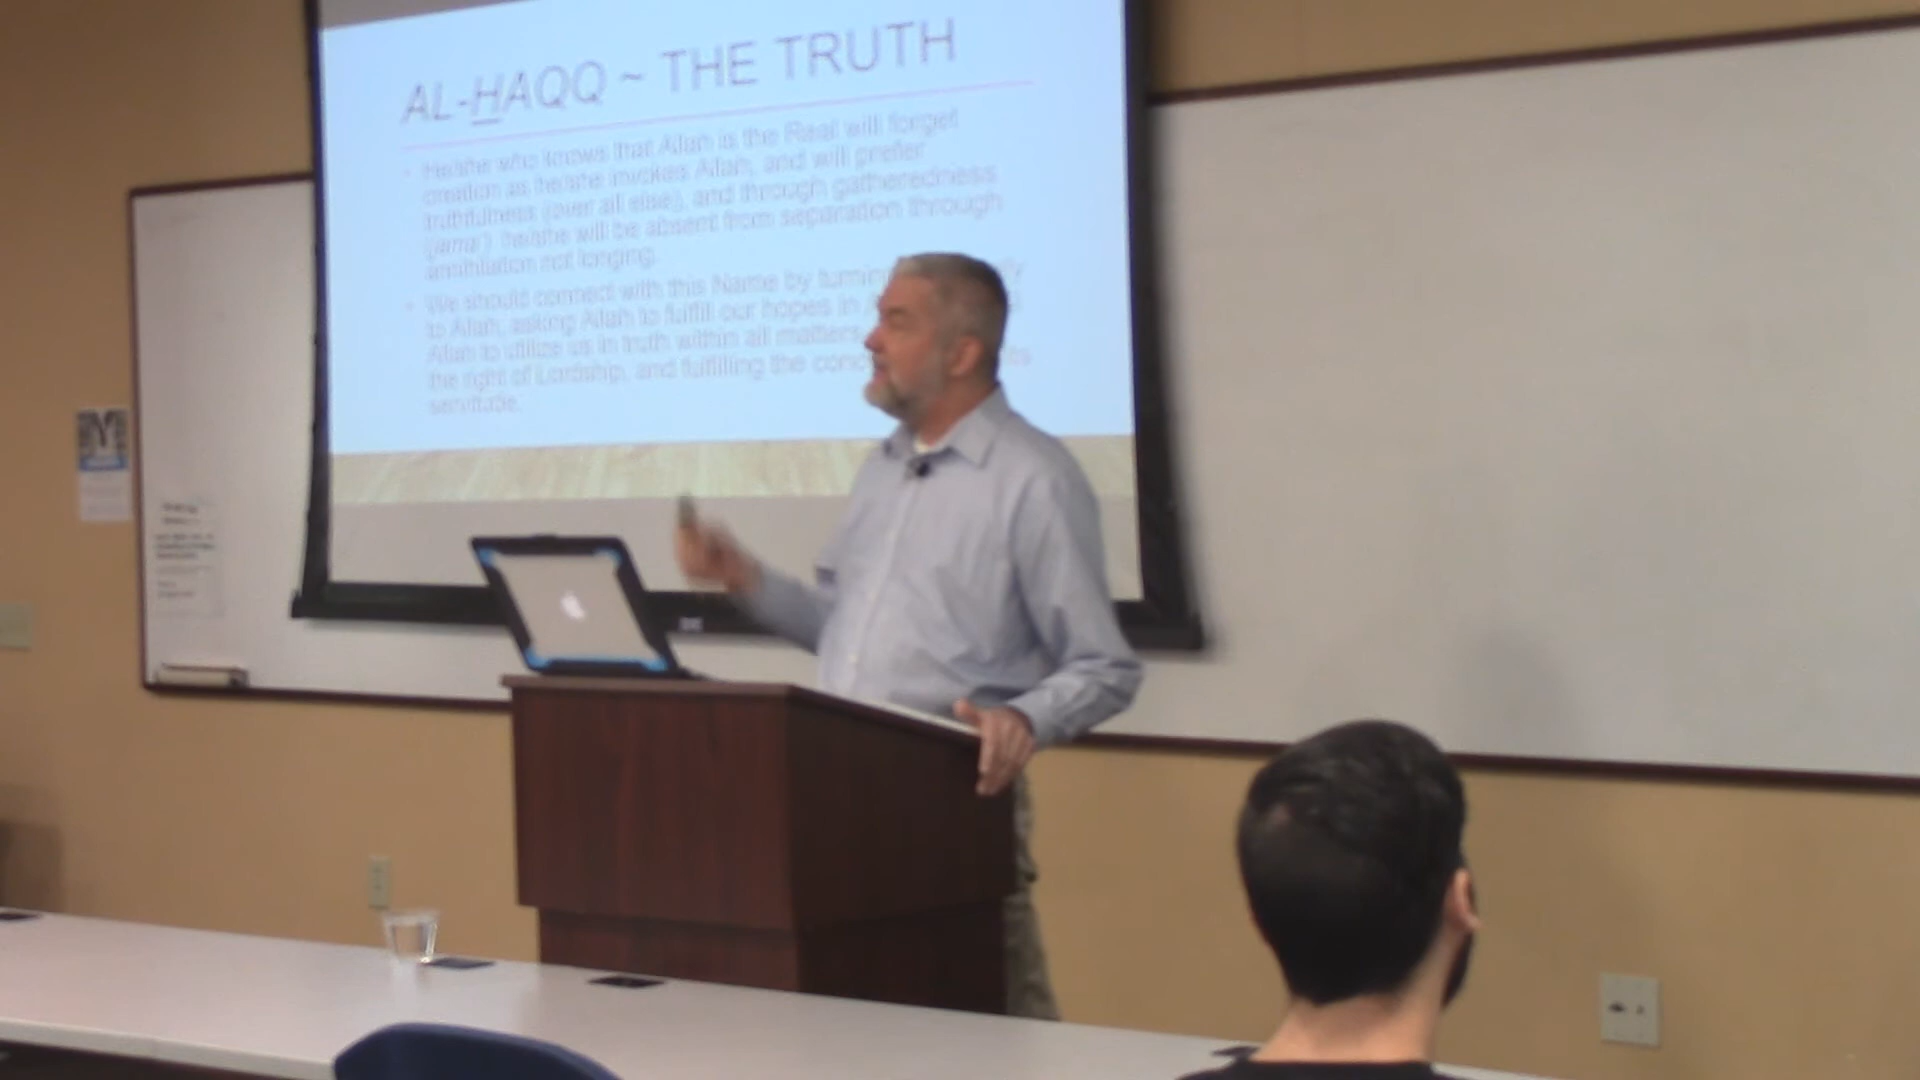 AL-HAQQ ~ THE TRUTH
He/she who knows that Allah is the Real will forget
creation as he/she invokes Allah, and will prefer
truthfulness (over all else), and through gatheredness
(jam'), he/she will be absent from separation through
annihilation not longing.
We should connect with this Name by
to Allah, asking Allah to fulfill our hopes in
Allah to utilize us in truth within all matters
the right of Lordship, and fulfilling the
servitude.